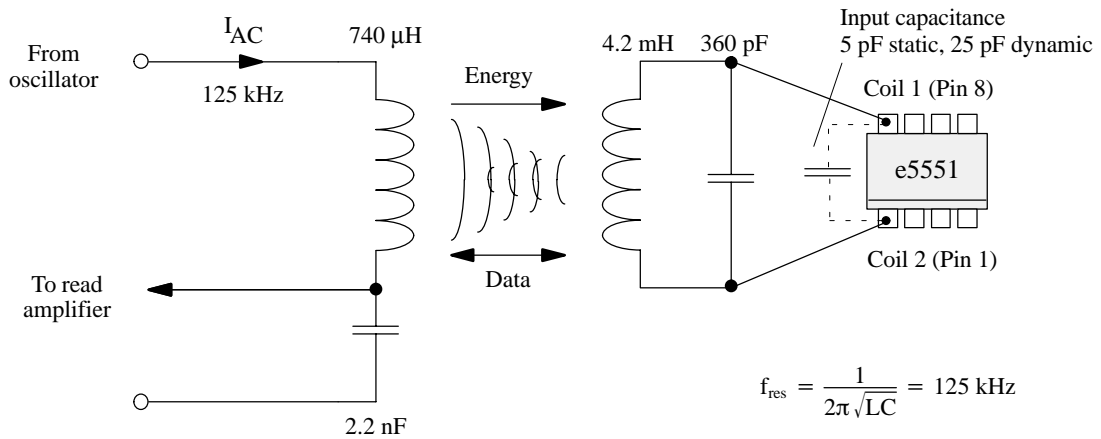 Input capacitance
5 pF static, 25 pF dynamic
I_AC
740 μH
4.2 mH
360 pF
From
oscillator
125 kHz
Energy
Coil 1 (Pin 8)
e5551
Data
Coil 2 (Pin 1)
To read
amplifier
f_res = 1 / (2π√LC) = 125 kHz
2.2 nF